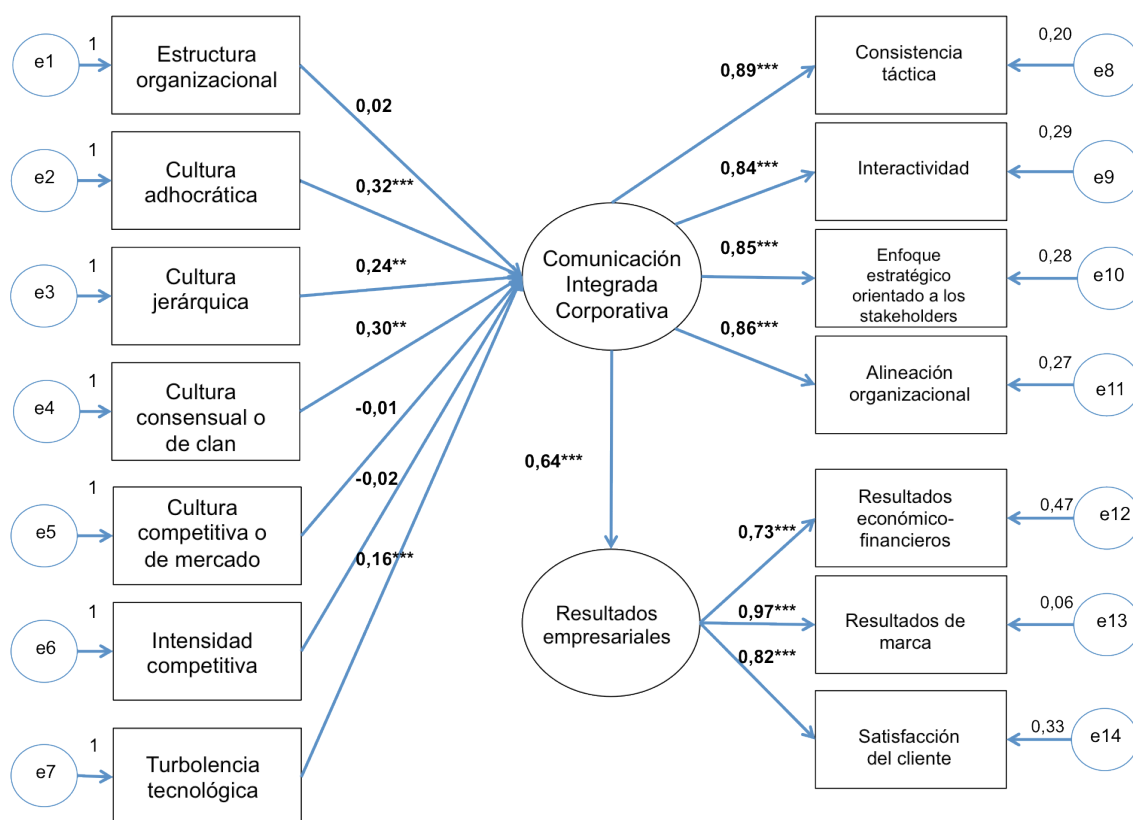 e1
1
Estructura
organizacional
0,02
e2
1
Cultura
adhocrática
0,32***
e3
1
Cultura
jerárquica
0,24**
e4
1
Cultura
consensual o
de clan
0,30**
e5
1
Cultura
competitiva o
de mercado
-0,01
e6
1
Intensidad
competitiva
-0,02
e7
1
Turbolencia
tecnológica
0,16***
Comunicación
Integrada
Corporativa
0,64***
Resultados
empresariales
0,89***
Consistencia
táctica
0,20
e8
0,84***
Interactividad
0,29
e9
0,85***
Enfoque
estratégico
orientado a los
stakeholders
0,28
e10
0,86***
Alineación
organizacional
0,27
e11
0,73***
Resultados
económico-
financieros
0,47
e12
0,97***
Resultados de
marca
0,06
e13
0,82***
Satisfacción
del cliente
0,33
e14